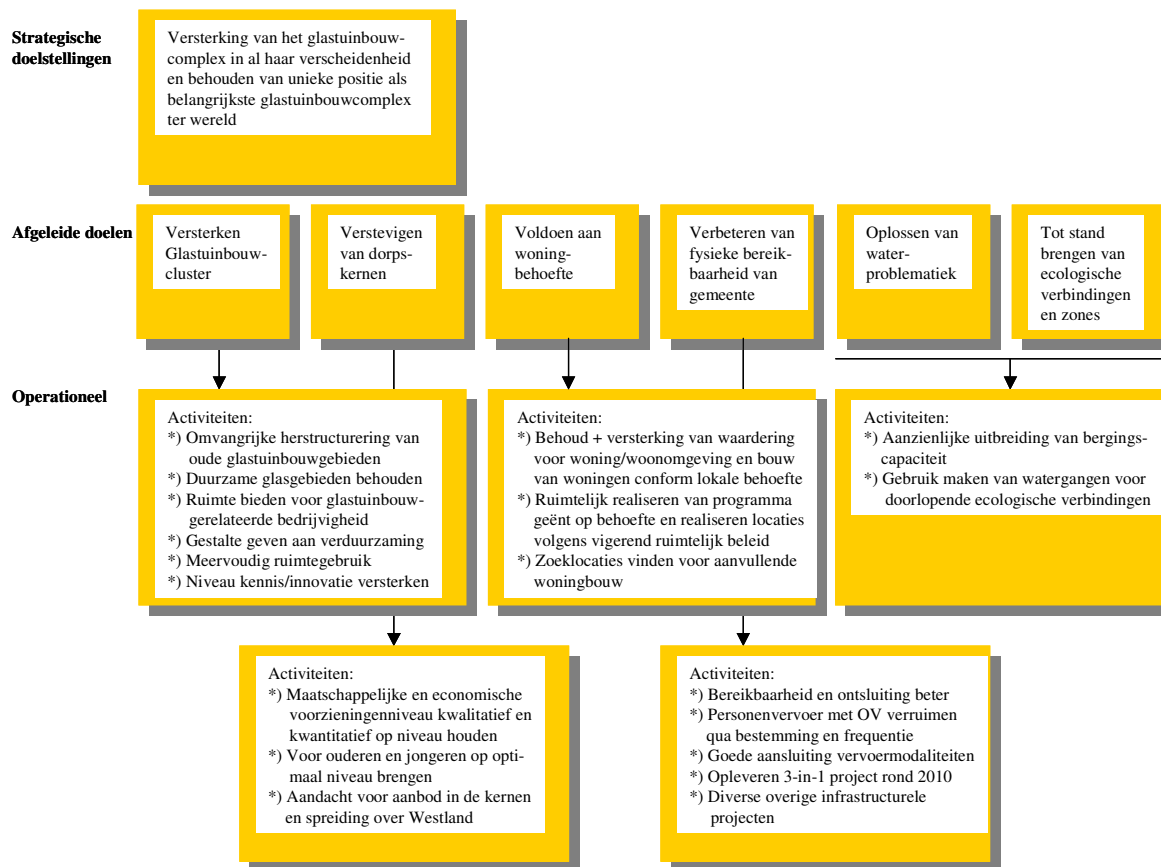 Strategische
doelstellingen
Versterking van het glastuinbouw-
complex in al haar verscheidenheid
en behouden van unieke positie als
belangrijkste glastuinbouwcomplex
ter wereld
Afgeleide doelen
Versterken
Glastuinbouw-
cluster
Verstevigen
van dorps-
kernen
Voldoen aan
woning-
behoefte
Verbeteren van
fysieke bereik-
baarheid van
gemeente
Oplossen van
water-
problematiek
Tot stand
brengen van
ecologische
verbindingen
en zones
Operationeel
Activiteiten:
*) Omvangrijke herstructurering van
oude glastuinbouwgebieden
*) Duurzame glasgebieden behouden
*) Ruimte bieden voor glastuinbouw-
gerelateerde bedrijvigheid
*) Gestalte geven aan verduurzaming
*) Meervoudig ruimtegebruik
*) Niveau kennis/innovatie versterken
Activiteiten:
*) Behoud + versterking van waardering
voor woning/woonomgeving en bouw
van woningen conform lokale behoefte
*) Ruimtelijk realiseren van programma
geënt op behoefte en realiseren locaties
volgens vigerend ruimtelijk beleid
*) Zoeklocaties vinden voor aanvullende
woningbouw
Activiteiten:
*) Aanzienlijke uitbreiding van bergings-
capaciteit
*) Gebruik maken van watergangen voor
doorlopende ecologische verbindingen
Activiteiten:
*) Maatschappelijke en economische
voorzieningenniveau kwalitatief en
kwantitatief op niveau houden
*) Voor ouderen en jongeren op opti-
maal niveau brengen
*) Aandacht voor aanbod in de kernen
en spreiding over Westland
Activiteiten:
*) Bereikbaarheid en ontsluiting beter
*) Personenvervoer met OV verruimen
qua bestemming en frequentie
*) Goede aansluiting vervoermodaliteiten
*) Opleveren 3-in-1 project rond 2010
*) Diverse overige infrastructurele
projecten